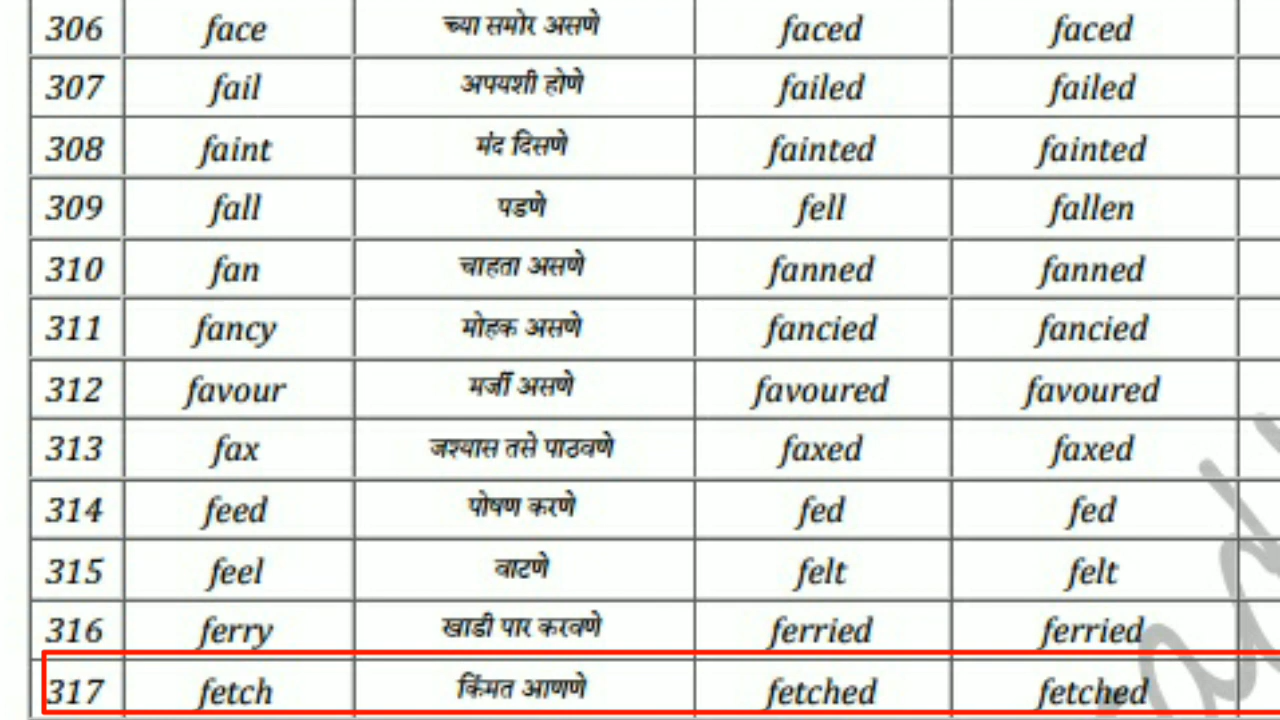 306 face च्या समोर असणे faced faced
307 fail अपयशी होणे failed failed
308 faint मंद दिसणे fainted fainted
309 fall पडणे fell fallen
310 fan चाहता असणे fanned fanned
311 fancy मोहक असणे fancied fancied
312 favour मर्जी असणे favoured favoured
313 fax जश्यास तसे पाठवणे faxed faxed
314 feed पोषण करणे fed fed
315 feel वाटणे felt felt
316 ferry खाडी पार करवणे ferried ferried
317 fetch किंमत आणणे fetched fetched